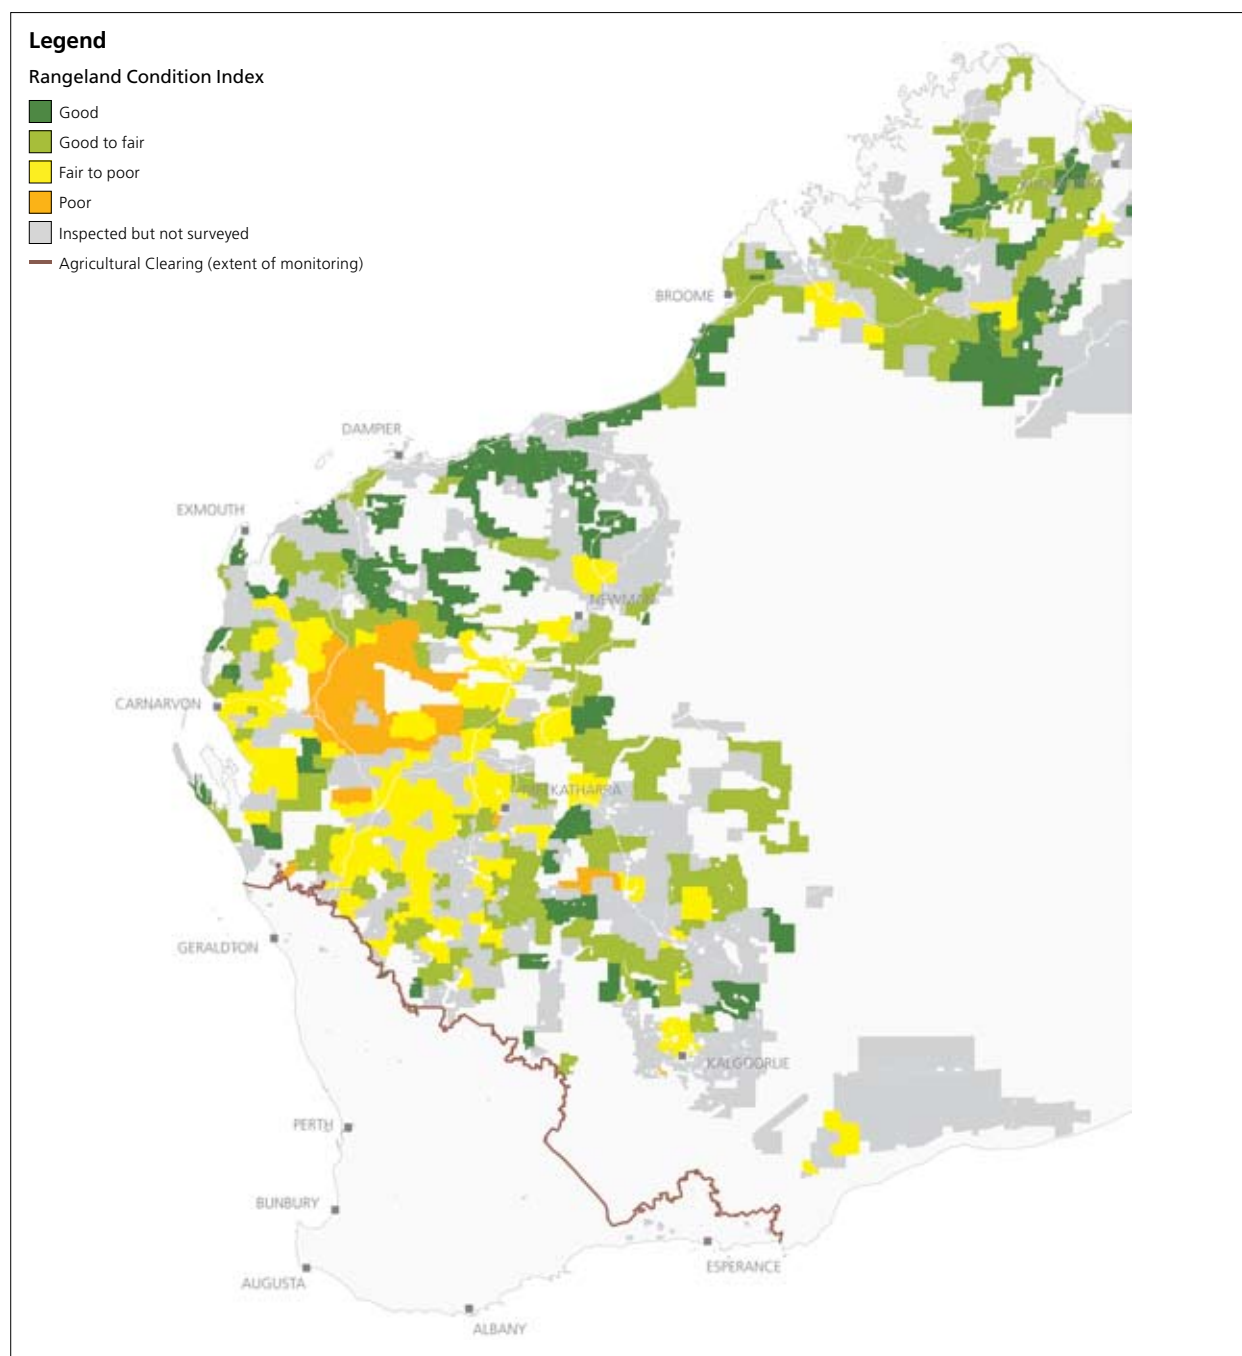 Legend
Rangeland Condition Index
Good
Good to fair
Fair to poor
Poor
Inspected but not surveyed
Agricultural Clearing (extent of monitoring)
BROOME
DAMPIER
EXMOUTH
NEWMAN
CARNARVON
MEEKATHARRA
GERALDTON
KALGOORLIE
PERTH
BUNBURY
ESPERANCE
AUGUSTA
ALBANY